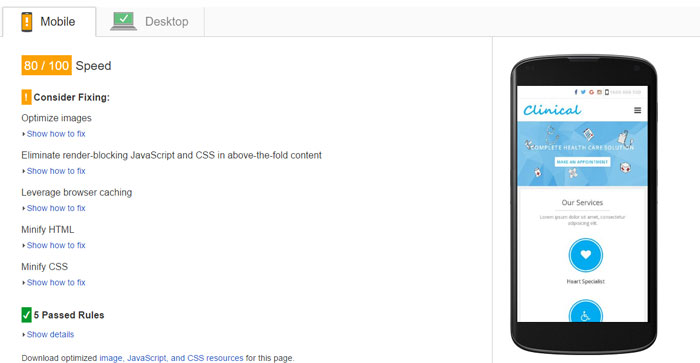 Mobile
Desktop
80 / 100 Speed
! Consider Fixing:
Optimize images
Show how to fix
Eliminate render-blocking JavaScript and CSS in above-the-fold content
Show how to fix
Leverage browser caching
Show how to fix
Minify HTML
Show how to fix
Minify CSS
Show how to fix
5 Passed Rules
Show details
Download optimized image, JavaScript, and CSS resources for this page.
Clinical
COMPLETE HEALTH CARE SOLUTION
MAKE AN APPOINTMENT
Our Services
Lorem ipsum dolor sit amet, consectetur
adipisicing elit.
Heart Specialist